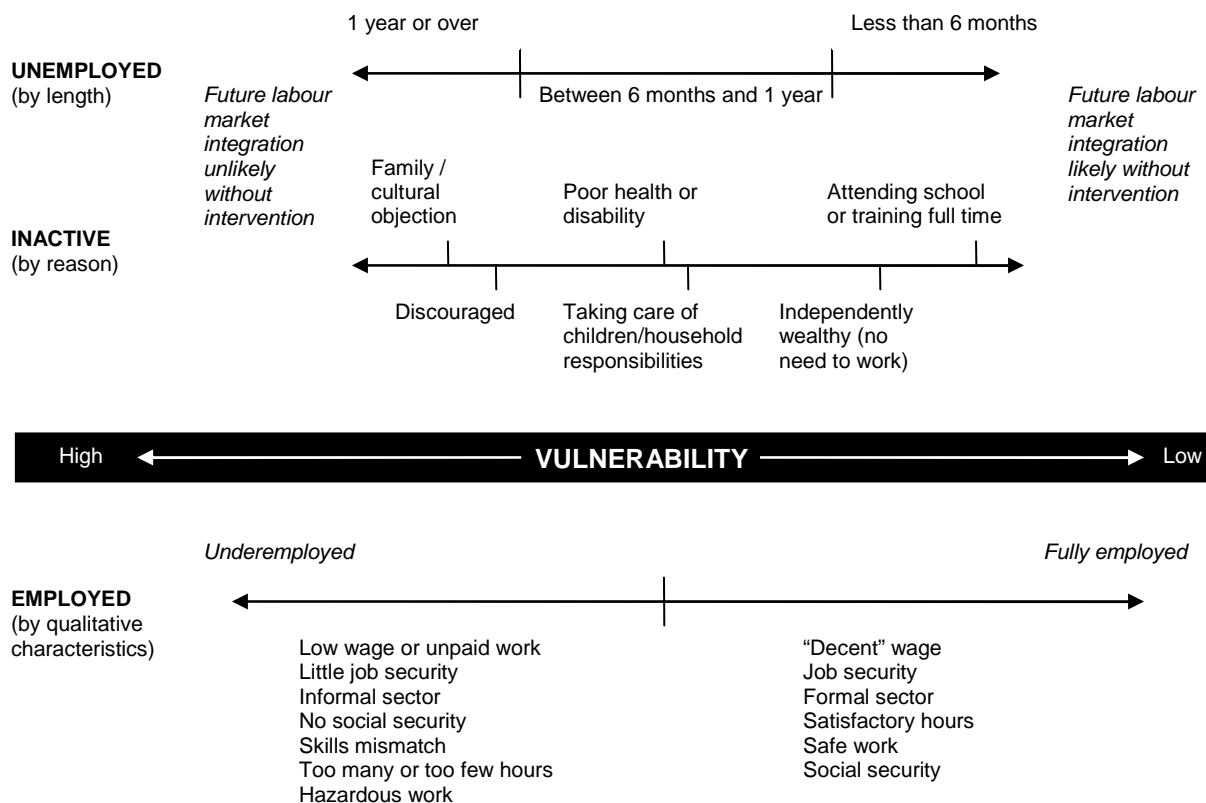 1 year or over
Less than 6 months
UNEMPLOYED
(by length)
Between 6 months and 1 year
Future labour
market
integration
unlikely
without
intervention
Future labour
market
integration
likely without
intervention
Family /
cultural
objection
Poor health or
disability
Attending school
or training full time
INACTIVE
(by reason)
Discouraged
Taking care of
children/household
responsibilities
Independently
wealthy (no
need to work)
High
VULNERABILITY
Low
Underemployed
Fully employed
EMPLOYED
(by qualitative
characteristics)
Low wage or unpaid work
Little job security
Informal sector
No social security
Skills mismatch
Too many or too few hours
Hazardous work
“Decent” wage
Job security
Formal sector
Satisfactory hours
Safe work
Social security